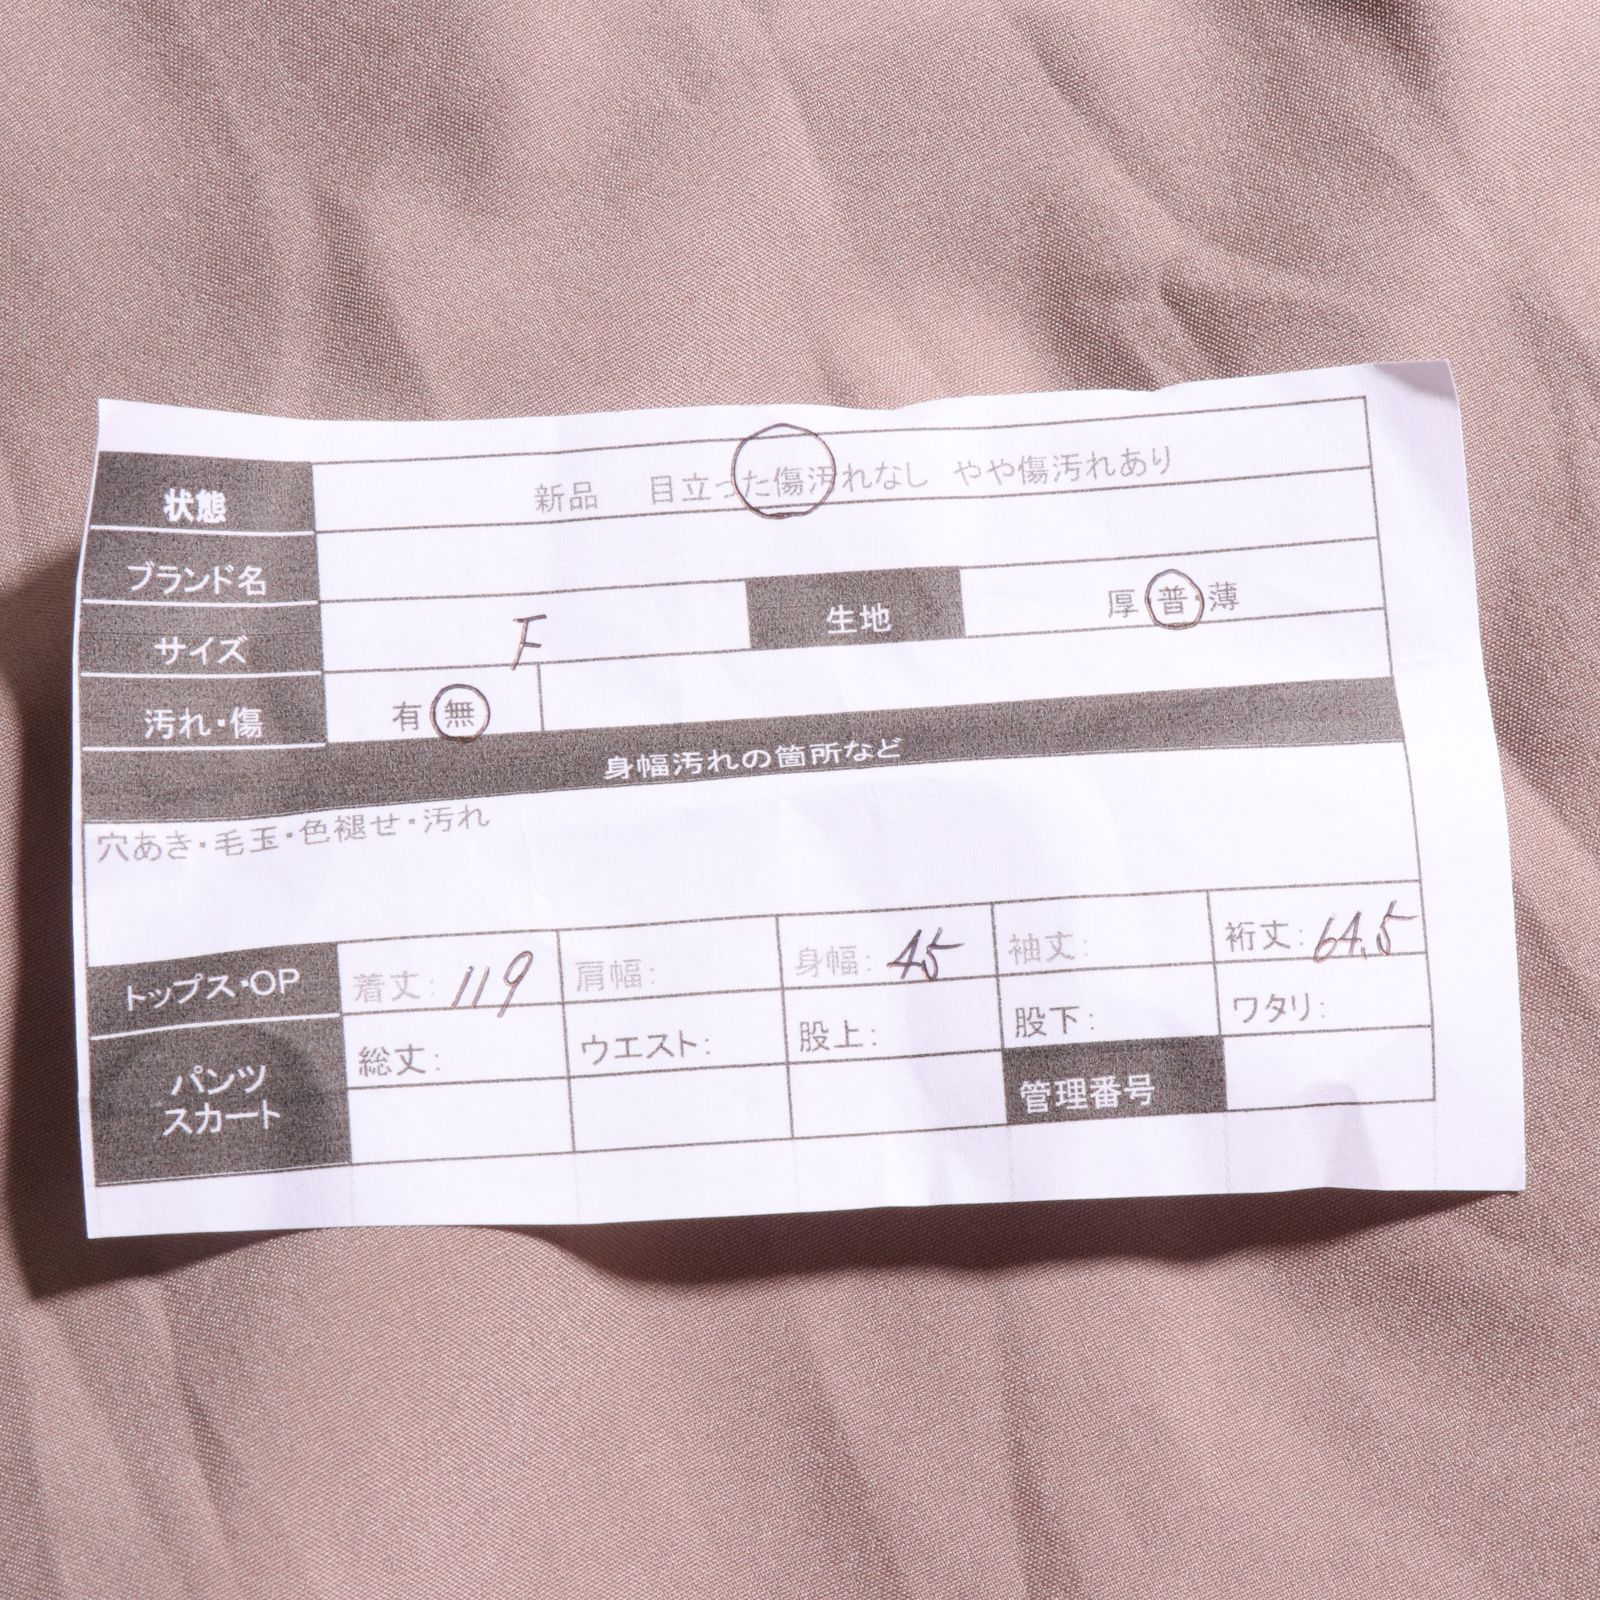 状態 新品 目立った傷汚れなし やや傷汚れあり
ブランド名
サイズ F 生地 厚・普・薄
汚れ・傷 有 無
身幅汚れの箇所など
穴あき・毛玉・色褪せ・汚れ
トップス・OP 着丈: 119 肩幅: 身幅: 45 袖丈: 裄丈: 64.5
パンツ
スカート
総丈: ウエスト: 股上: 股下: ワタリ:
管理番号